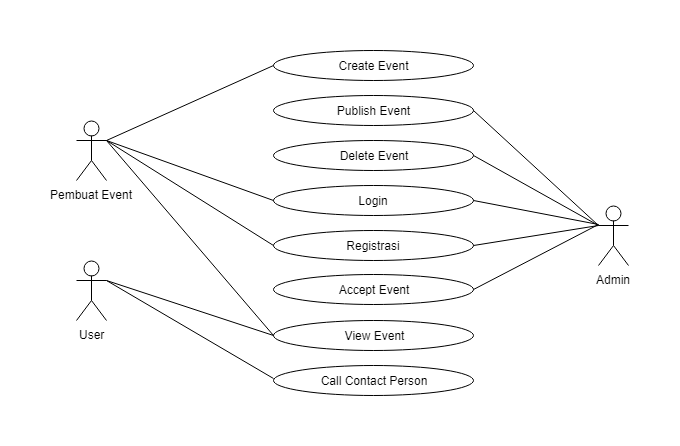 Create Event
Publish Event
Delete Event
Pembuat Event
Login
Registrasi
Admin
Accept Event
User
View Event
Call Contact Person